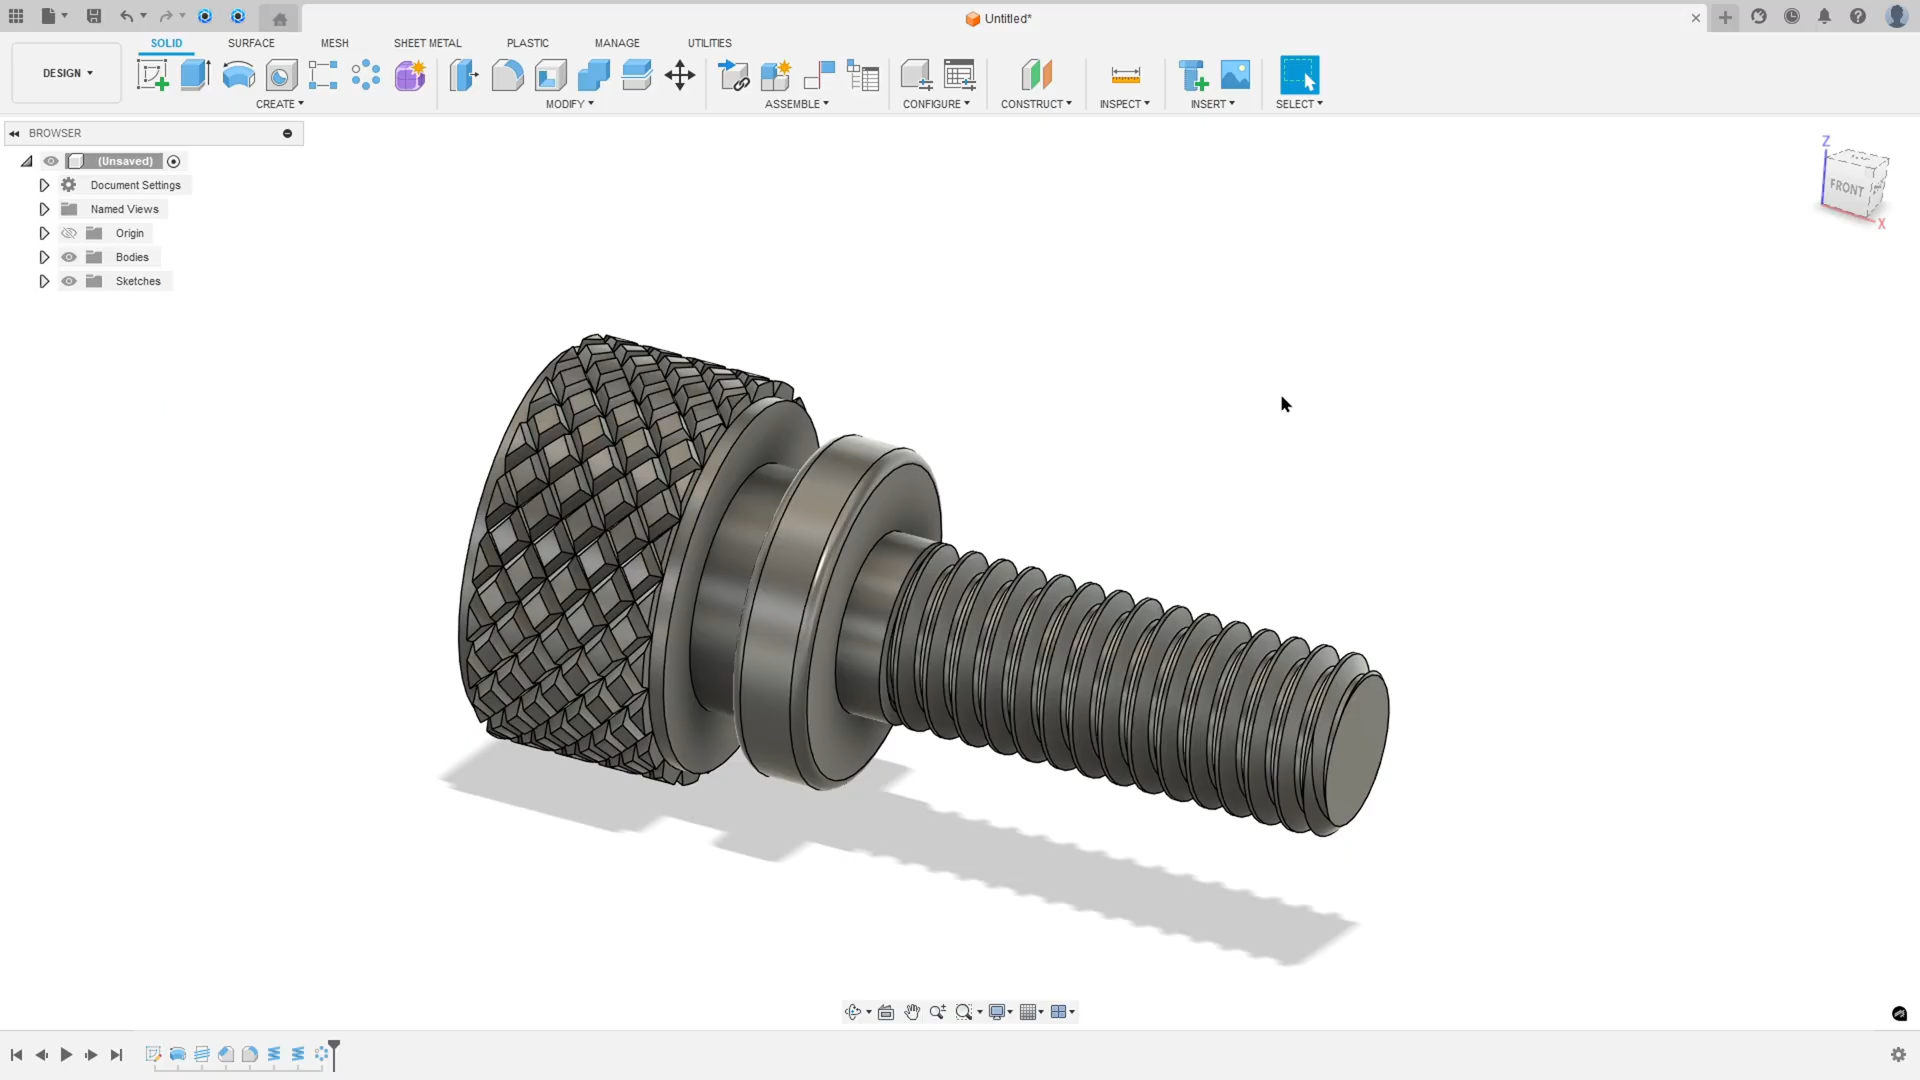 Untitled*
SOLID SURFACE MESH SHEET METAL PLASTIC MANAGE UTILITIES
DESIGN
CREATE MODIFY ASSEMBLE CONFIGURE CONSTRUCT INSPECT INSERT SELECT
BROWSER
(Unsaved)
Document Settings
Named Views
Origin
Bodies
Sketches
Z
FRONT
X